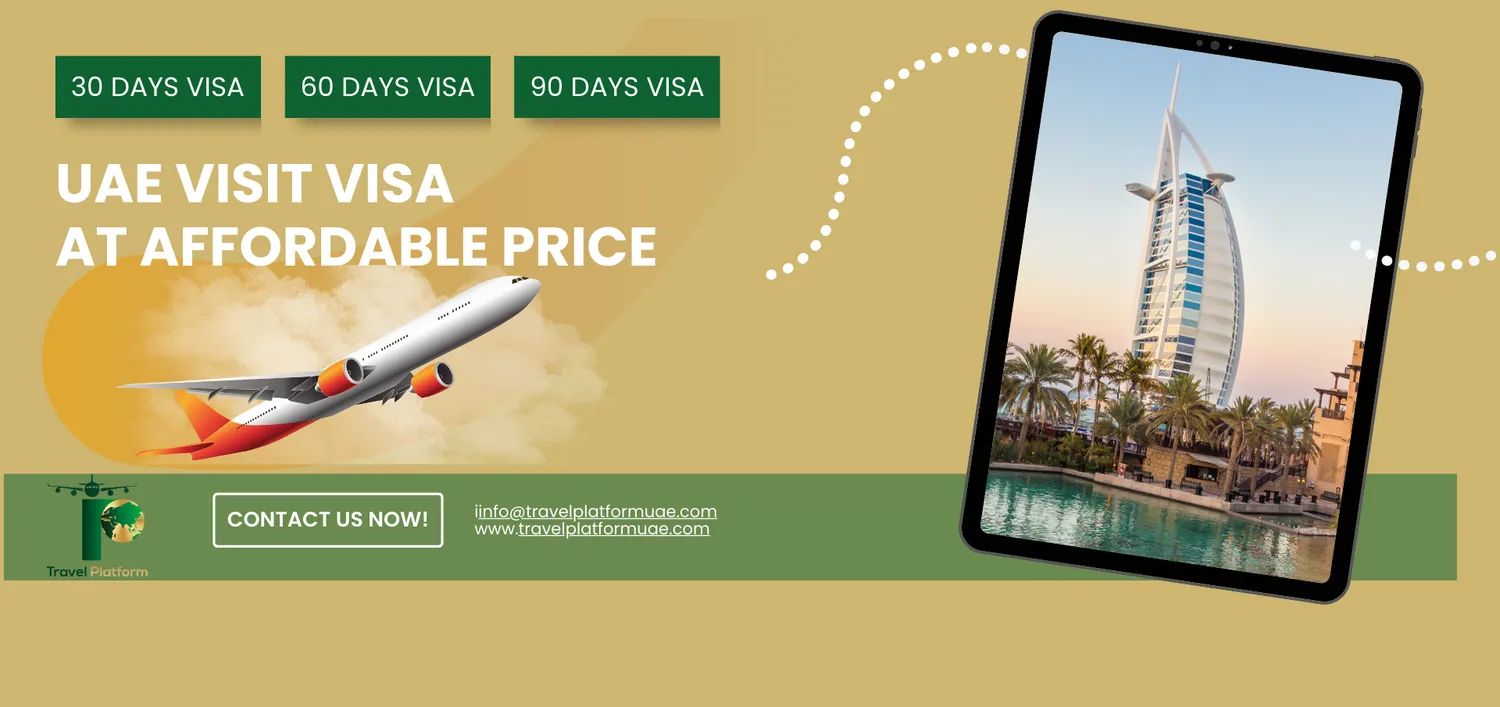 30 DAYS VISA
60 DAYS VISA
90 DAYS VISA
UAE VISIT VISA
AT AFFORDABLE PRICE
CONTACT US NOW!
iinfo@travelplatformuae.com
www.travelplatformuae.com
Travel Platform